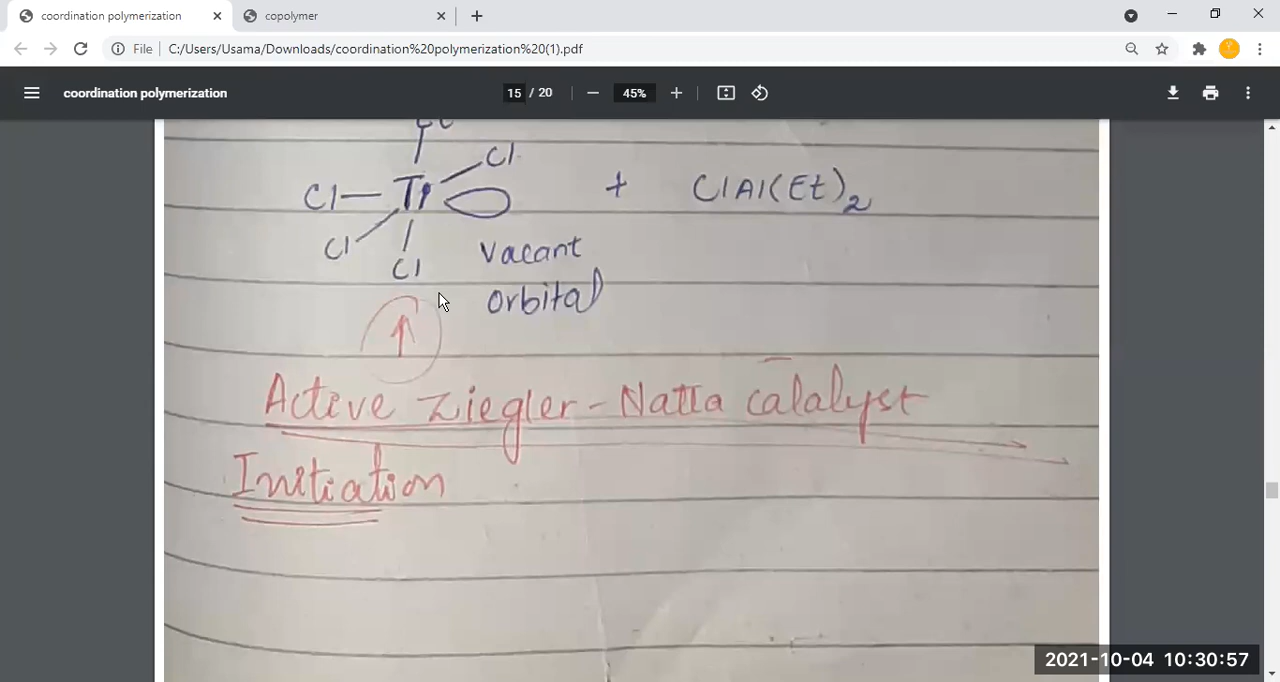 coordination polymerization
copolymer
File
C:/Users/Usama/Downloads/coordination%20polymerization%20(1).pdf
coordination polymerization
15 / 20
45%
Et
Cl
Cl — Ti
+ ClAl(Et)2
Cl
Cl
Vacant
orbital
Active Ziegler-Natta catalyst
Initiation
2021-10-04 10:30:57